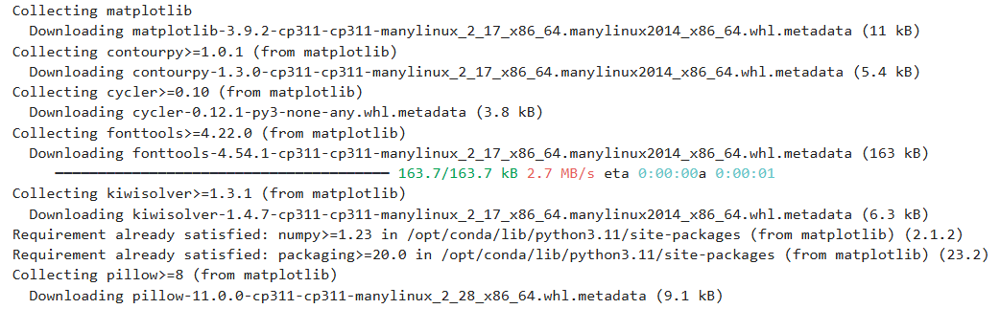 Collecting matplotlib
Downloading matplotlib-3.9.2-cp311-cp311-manylinux_2_17_x86_64.manylinux2014_x86_64.whl.metadata (11 kB)
Collecting contourpy>=1.0.1 (from matplotlib)
Downloading contourpy-1.3.0-cp311-cp311-manylinux_2_17_x86_64.manylinux2014_x86_64.whl.metadata (5.4 kB)
Collecting cycler>=0.10 (from matplotlib)
Downloading cycler-0.12.1-py3-none-any.whl.metadata (3.8 kB)
Collecting fonttools>=4.22.0 (from matplotlib)
Downloading fonttools-4.54.1-cp311-cp311-manylinux_2_17_x86_64.manylinux2014_x86_64.whl.metadata (163 kB)
163.7/163.7 kB 2.7 MB/s eta 0:00:00a 0:00:01
Collecting kiwisolver>=1.3.1 (from matplotlib)
Downloading kiwisolver-1.4.7-cp311-cp311-manylinux_2_17_x86_64.manylinux2014_x86_64.whl.metadata (6.3 kB)
Requirement already satisfied: numpy>=1.23 in /opt/conda/lib/python3.11/site-packages (from matplotlib) (2.1.2)
Requirement already satisfied: packaging>=20.0 in /opt/conda/lib/python3.11/site-packages (from matplotlib) (23.2)
Collecting pillow>=8 (from matplotlib)
Downloading pillow-11.0.0-cp311-cp311-manylinux_2_28_x86_64.whl.metadata (9.1 kB)